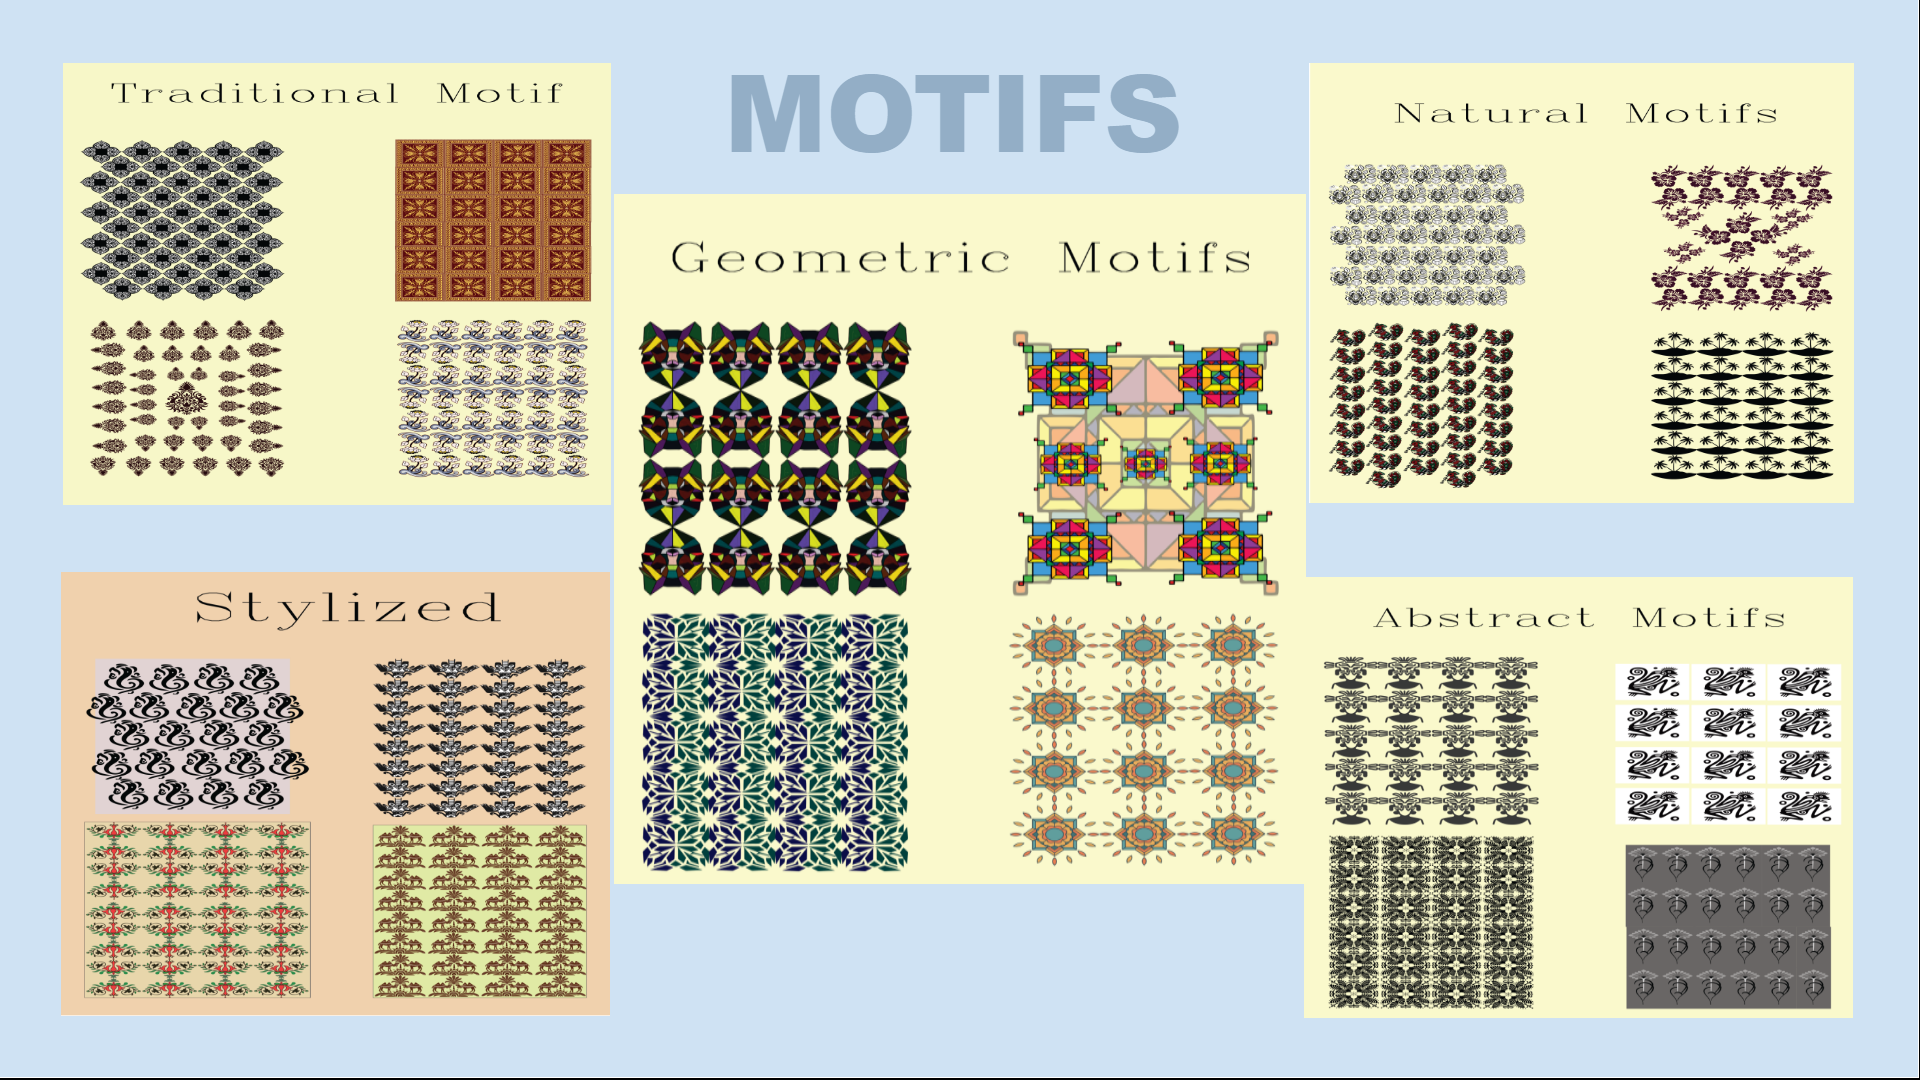 MOTIFS
Traditional Motif
Natural Motifs
Geometric Motifs
Stylized
Abstract Motifs